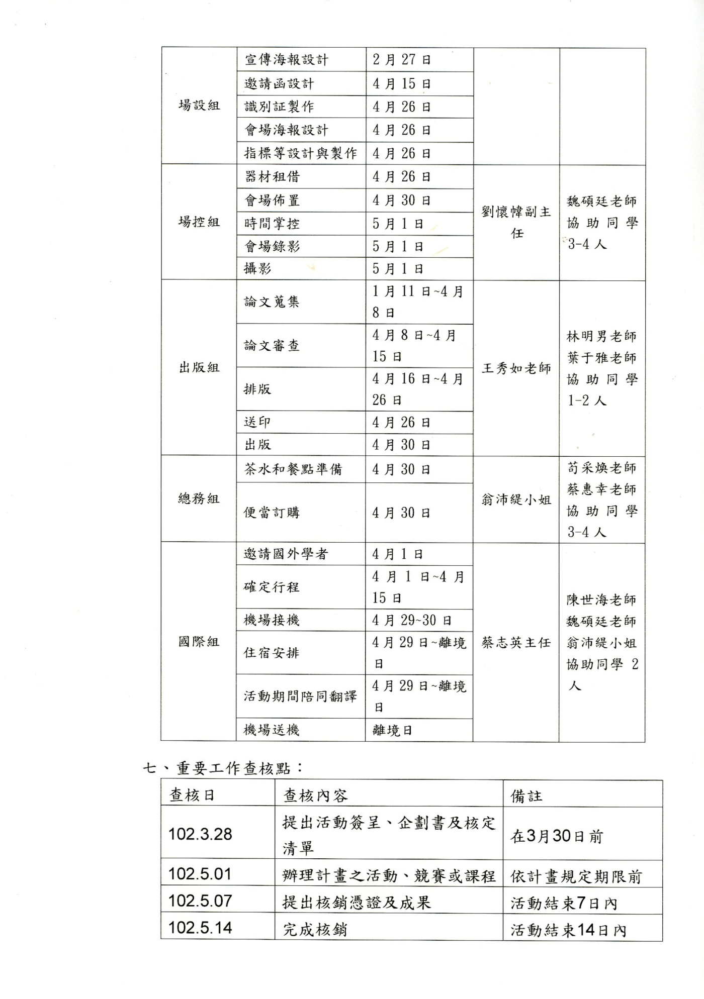 場設組
宣傳海報設計 2 月 27 日
邀請函設計 4 月 15 日
識別証製作 4 月 26 日
會場海報設計 4 月 26 日
指標等設計與製作 4 月 26 日
場控組
器材租借 4 月 26 日
會場佈置 4 月 30 日
時間掌控 5 月 1 日
會場錄影 5 月 1 日
攝影 5 月 1 日
劉懷幃副主
任
魏碩廷老師
協助同學
3-4 人
出版組
論文蒐集
1 月 11 日~4 月
8 日
論文審查
4 月 8 日~4 月
15 日
排版
4 月 16 日~4 月
26 日
送印 4 月 26 日
出版 4 月 30 日
王秀如老師
林明男老師
葉于雅老師
協助同學
1-2 人
總務組
茶水和餐點準備 4 月 30 日
便當訂購 4 月 30 日
翁沛緹小姐
苟采煥老師
蔡惠幸老師
協助同學
3-4 人
國際組
邀請國外學者 4 月 1 日
確定行程
4 月 1 日~4 月
15 日
機場接機 4 月 29~30 日
住宿安排
4 月 29 日~離境
日
活動期間陪同翻譯
4 月 29 日~離境
日
機場送機 離境日
蔡志英主任
陳世海老師
魏碩廷老師
翁沛緹小姐
協助同學 2
人
七、重要工作查核點：
查核日 查核內容 備註
102.3.28
提出活動簽呈、企劃書及核定
清單
在3月30日前
102.5.01 辦理計畫之活動、競賽或課程 依計畫規定期限前
102.5.07 提出核銷憑證及成果 活動結束7日內
102.5.14 完成核銷 活動結束14日內